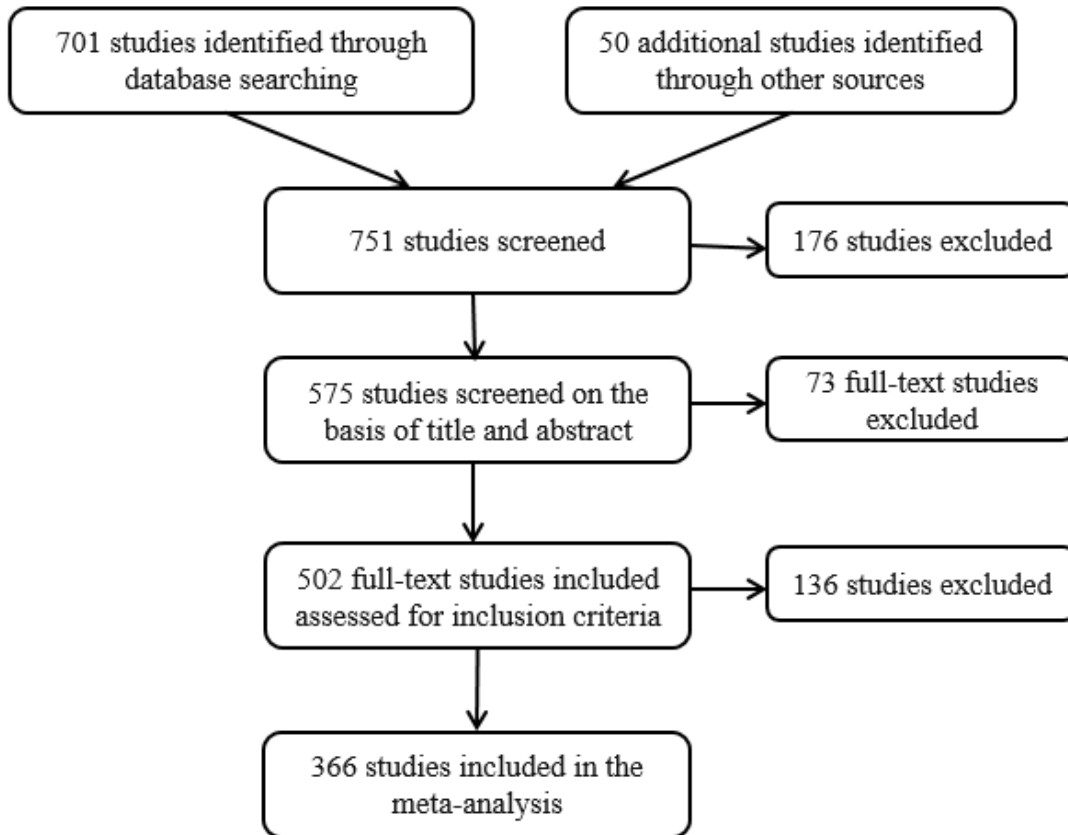 701 studies identified through
database searching
50 additional studies identified
through other sources
751 studies screened
176 studies excluded
575 studies screened on the
basis of title and abstract
73 full-text studies
excluded
502 full-text studies included
assessed for inclusion criteria
136 studies excluded
366 studies included in the
meta-analysis